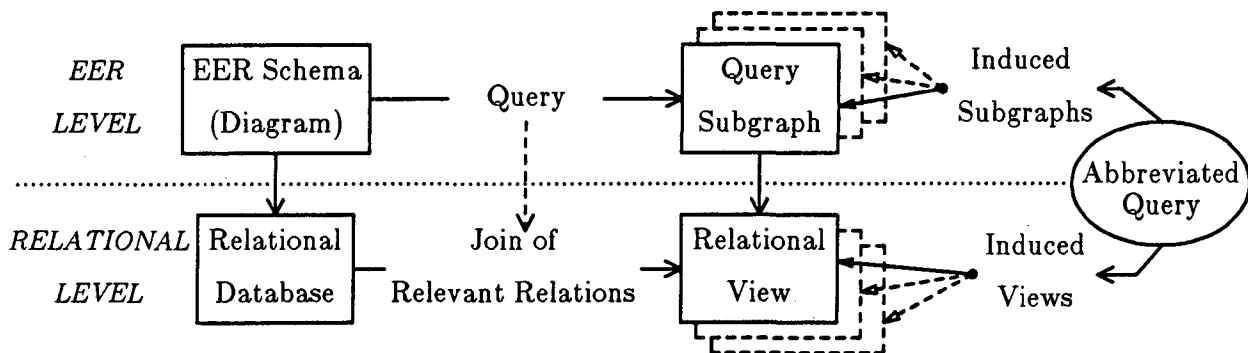 EER
LEVEL
EER Schema
(Diagram)
Query
Query
Subgraph
Induced
Subgraphs
Abbreviated
Query
RELATIONAL
LEVEL
Relational
Database
Join of
Relevant Relations
Relational
View
Induced
Views